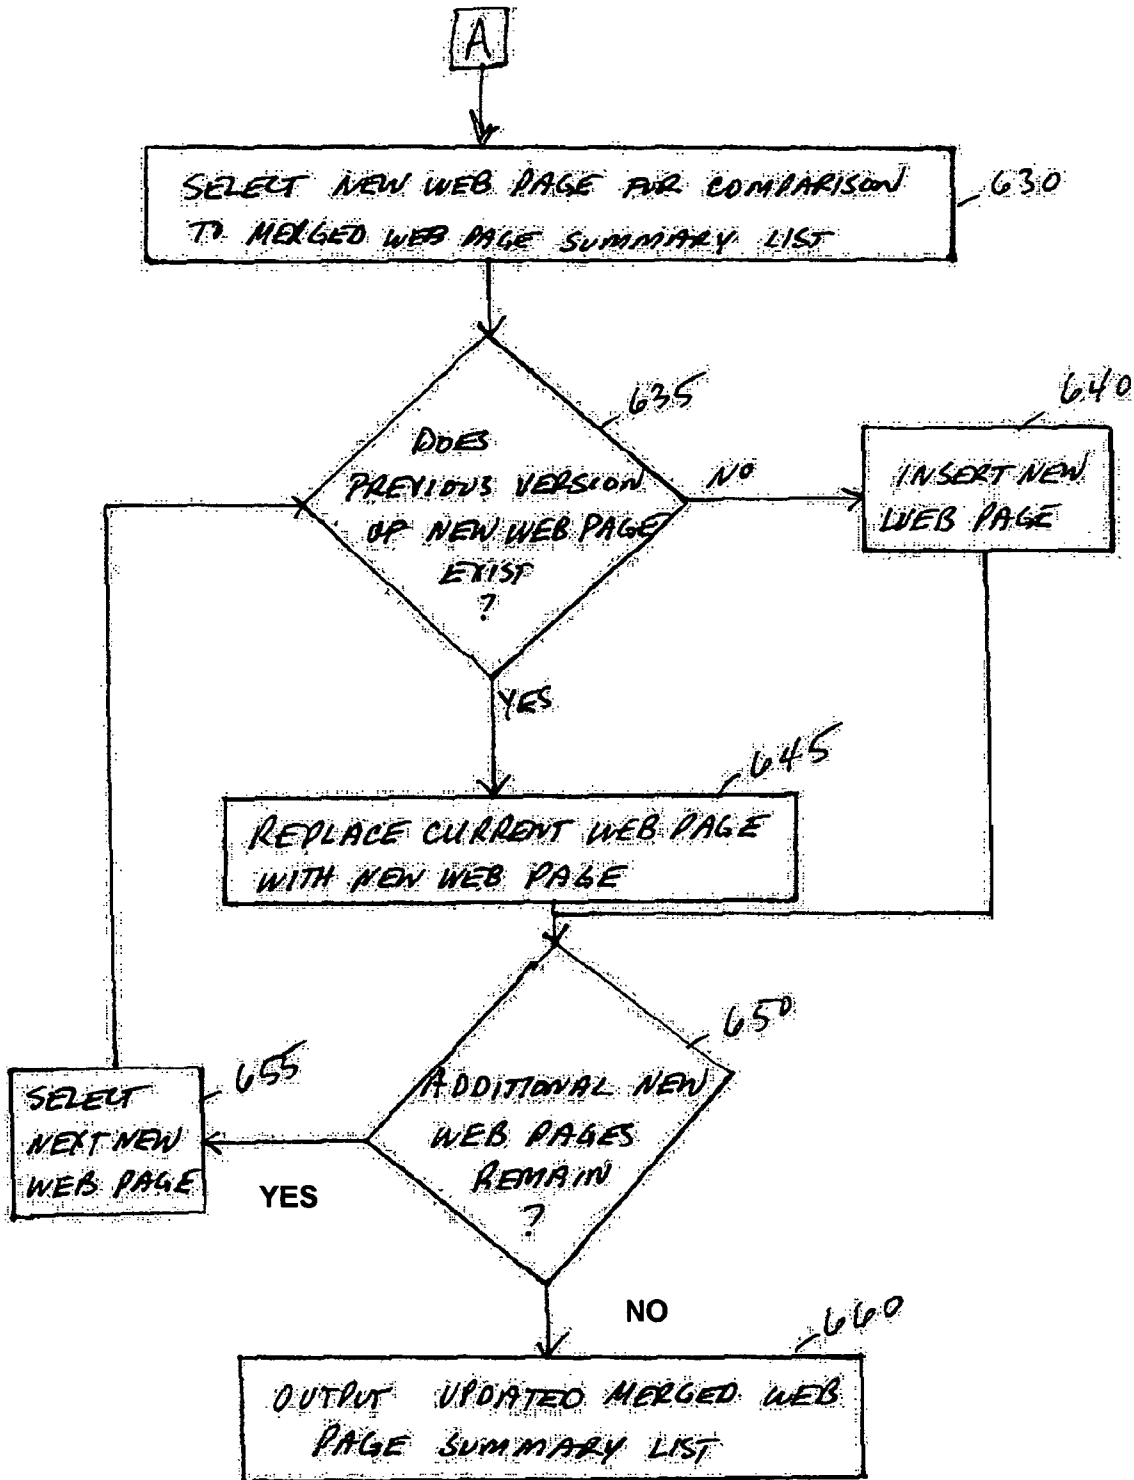 A
SELECT NEW WEB PAGE FOR COMPARISON
TO MERGED WEB PAGE SUMMARY LIST
630
DOES
PREVIOUS VERSION
OF NEW WEB PAGE
EXIST
?
635
NO
INSERT NEW
WEB PAGE
640
YES
REPLACE CURRENT WEB PAGE
WITH NEW WEB PAGE
645
ADDITIONAL NEW
WEB PAGES
REMAIN
?
650
YES
SELECT
NEXT NEW
WEB PAGE
655
NO
OUTPUT UPDATED MERGED WEB
PAGE SUMMARY LIST
660